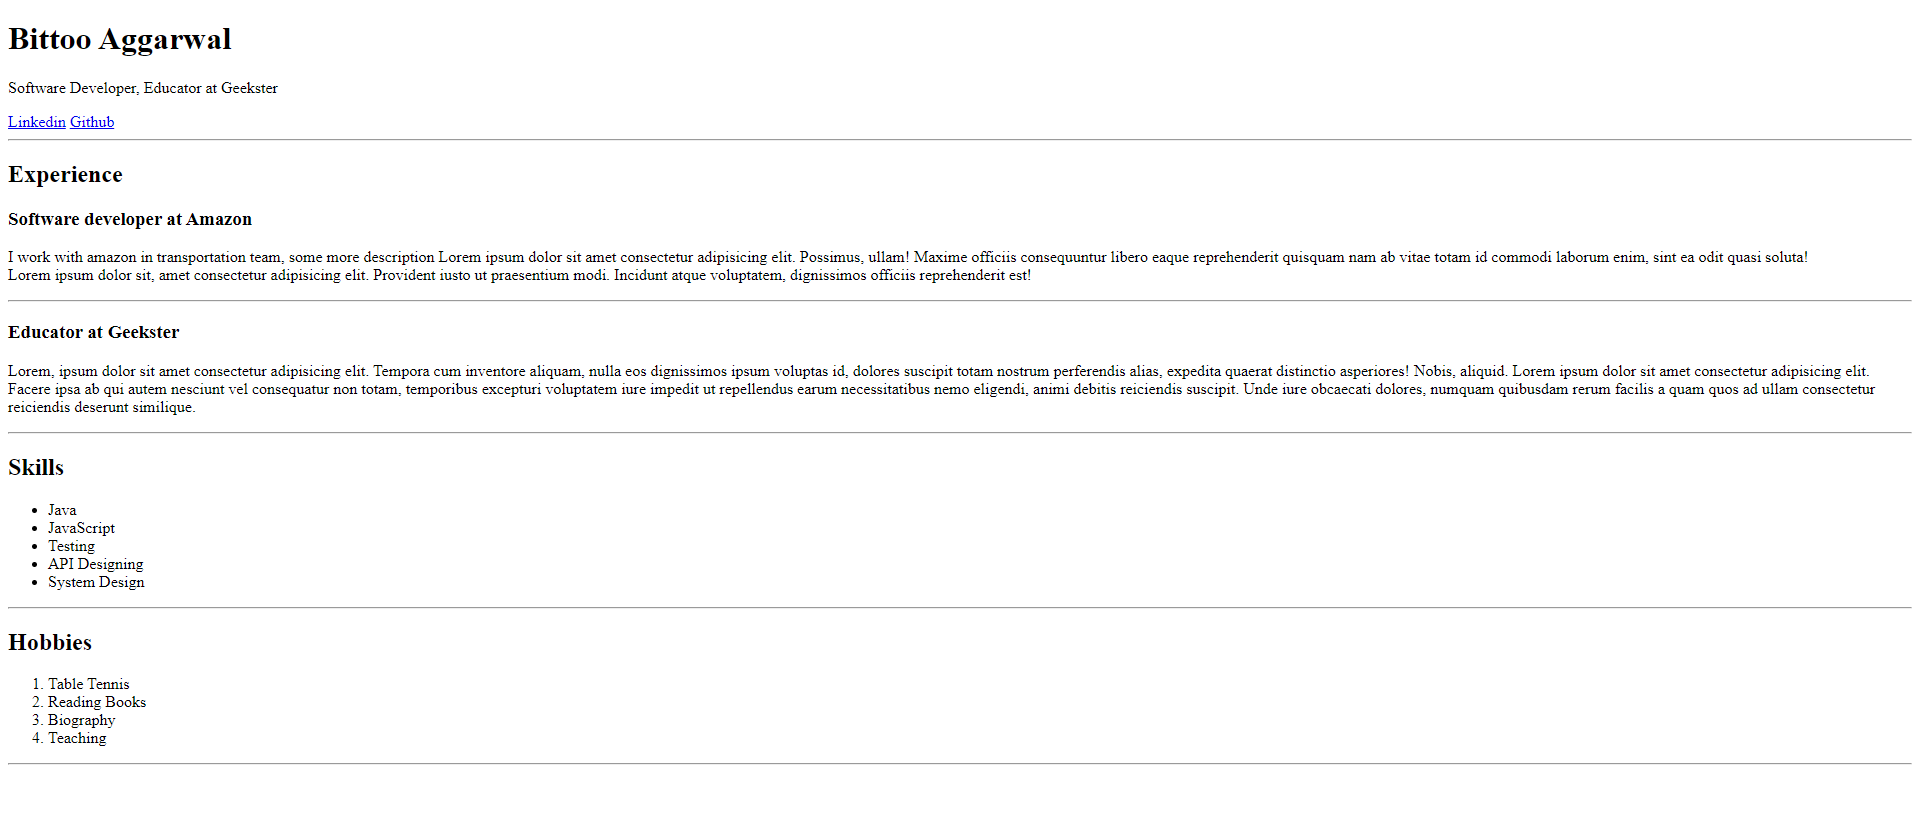 Bittoo Aggarwal
Software Developer, Educator at Geekster
Linkedin Github
Experience
Software developer at Amazon
I work with amazon in transportation team, some more description Lorem ipsum dolor sit amet consectetur adipisicing elit. Possimus, ullam! Maxime officiis consequuntur libero eaque reprehenderit quisquam nam ab vitae totam id commodi laborum enim, sint ea odit quasi soluta!
Lorem ipsum dolor sit, amet consectetur adipisicing elit. Provident iusto ut praesentium modi. Incidunt atque voluptatem, dignissimos officiis reprehenderit est!
Educator at Geekster
Lorem, ipsum dolor sit amet consectetur adipisicing elit. Tempora cum inventore aliquam, nulla eos dignissimos ipsum voluptas id, dolores suscipit totam nostrum perferendis alias, expedita quaerat distinctio asperiores! Nobis, aliquid. Lorem ipsum dolor sit amet consectetur adipisicing elit.
Facere ipsa ab qui autem nesciunt vel consequatur non totam, temporibus excepturi voluptatem iure impedit ut repellendus earum necessitatibus nemo eligendi, animi debitis reiciendis suscipit. Unde iure obcaecati dolores, numquam quibusdam rerum facilis a quam quos ad ullam consectetur
reiciendis deserunt similique.
Skills
• Java
• JavaScript
• Testing
• API Designing
• System Design
Hobbies
1. Table Tennis
2. Reading Books
3. Biography
4. Teaching